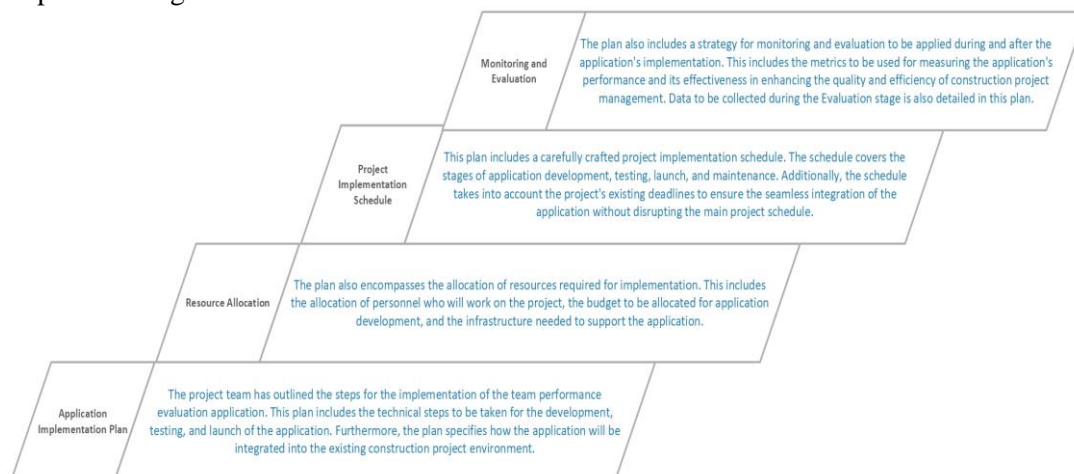 Monitoring and
Evaluation
The plan also includes a strategy for monitoring and evaluation to be applied during and after the
application's implementation. This includes the metrics to be used for measuring the application's
performance and its effectiveness in enhancing the quality and efficiency of construction project
management. Data to be collected during the Evaluation stage is also detailed in this plan.
Project
Implementation
Schedule
This plan includes a carefully crafted project implementation schedule. The schedule covers the
stages of application development, testing, launch, and maintenance. Additionally, the schedule
takes into account the project's existing deadlines to ensure the seamless integration of the
application without disrupting the main project schedule.
Resource Allocation
The plan also encompasses the allocation of resources required for implementation. This includes
the allocation of personnel who will work on the project, the budget to be allocated for application
development, and the infrastructure needed to support the application.
Application
Implementation Plan
The project team has outlined the steps for the implementation of the team performance
evaluation application. This plan includes the technical steps to be taken for the development,
testing, and launch of the application. Furthermore, the plan specifies how the application will be
integrated into the existing construction project environment.